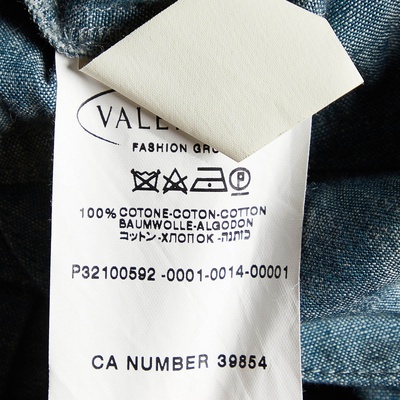 FASHION
100% COTONE-COTON-COTTON
BAUMWOLLE-ALGODON
コットン-ХЛОПОК-כותנה
P32100592-0001-0014-00001
CA NUMBER 39854